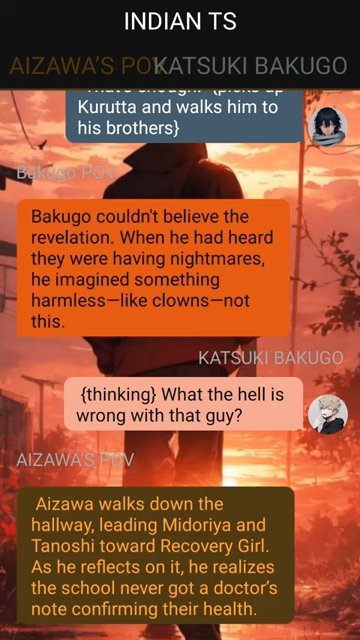 INDIAN TS
AIZAWA'S POV
KATSUKI BAKUGO
That's enough! {picks up
Kurutta and walks him to
his brothers}
Bakugo POV
Bakugo couldn't believe the
revelation. When he had heard
they were having nightmares,
he imagined something
harmless—like clowns—not
this.
KATSUKI BAKUGO
{thinking} What the hell is
wrong with that guy?
AIZAWA'S POV
Aizawa walks down the
hallway, leading Midoriya and
Tanoshi toward Recovery Girl.
As he reflects on it, he realizes
the school never got a doctor's
note confirming their health.